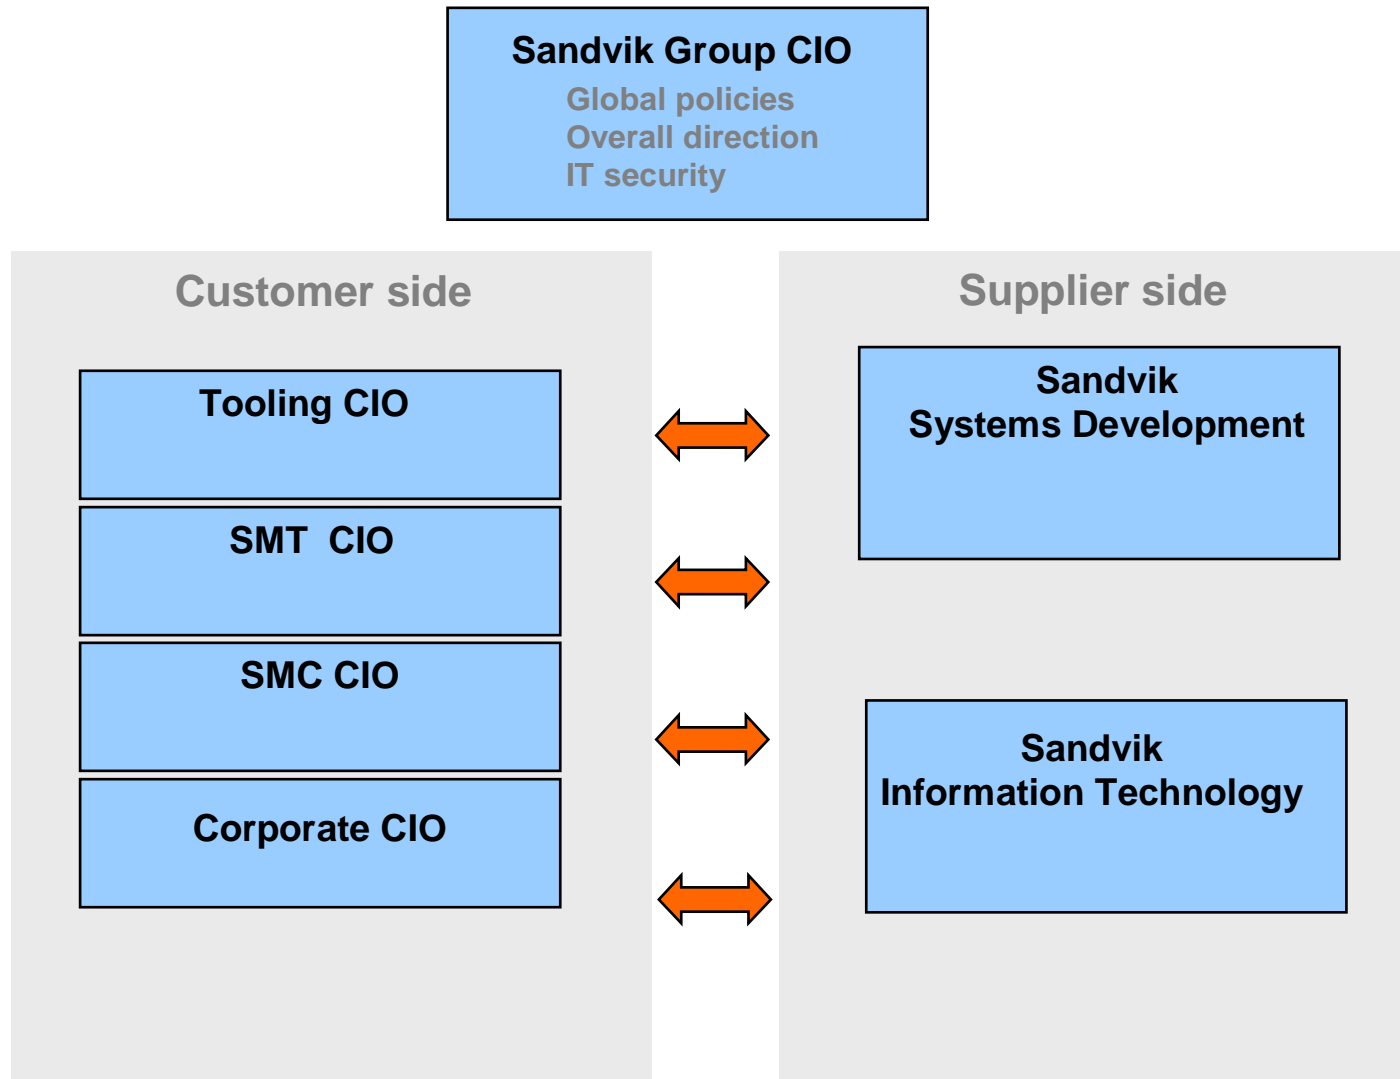 Sandvik Group CIO
Global policies
Overall direction
IT security
Customer side
Tooling CIO
SMT  CIO
SMC CIO
Corporate CIO
Supplier side
Sandvik
Systems Development
Sandvik
Information Technology